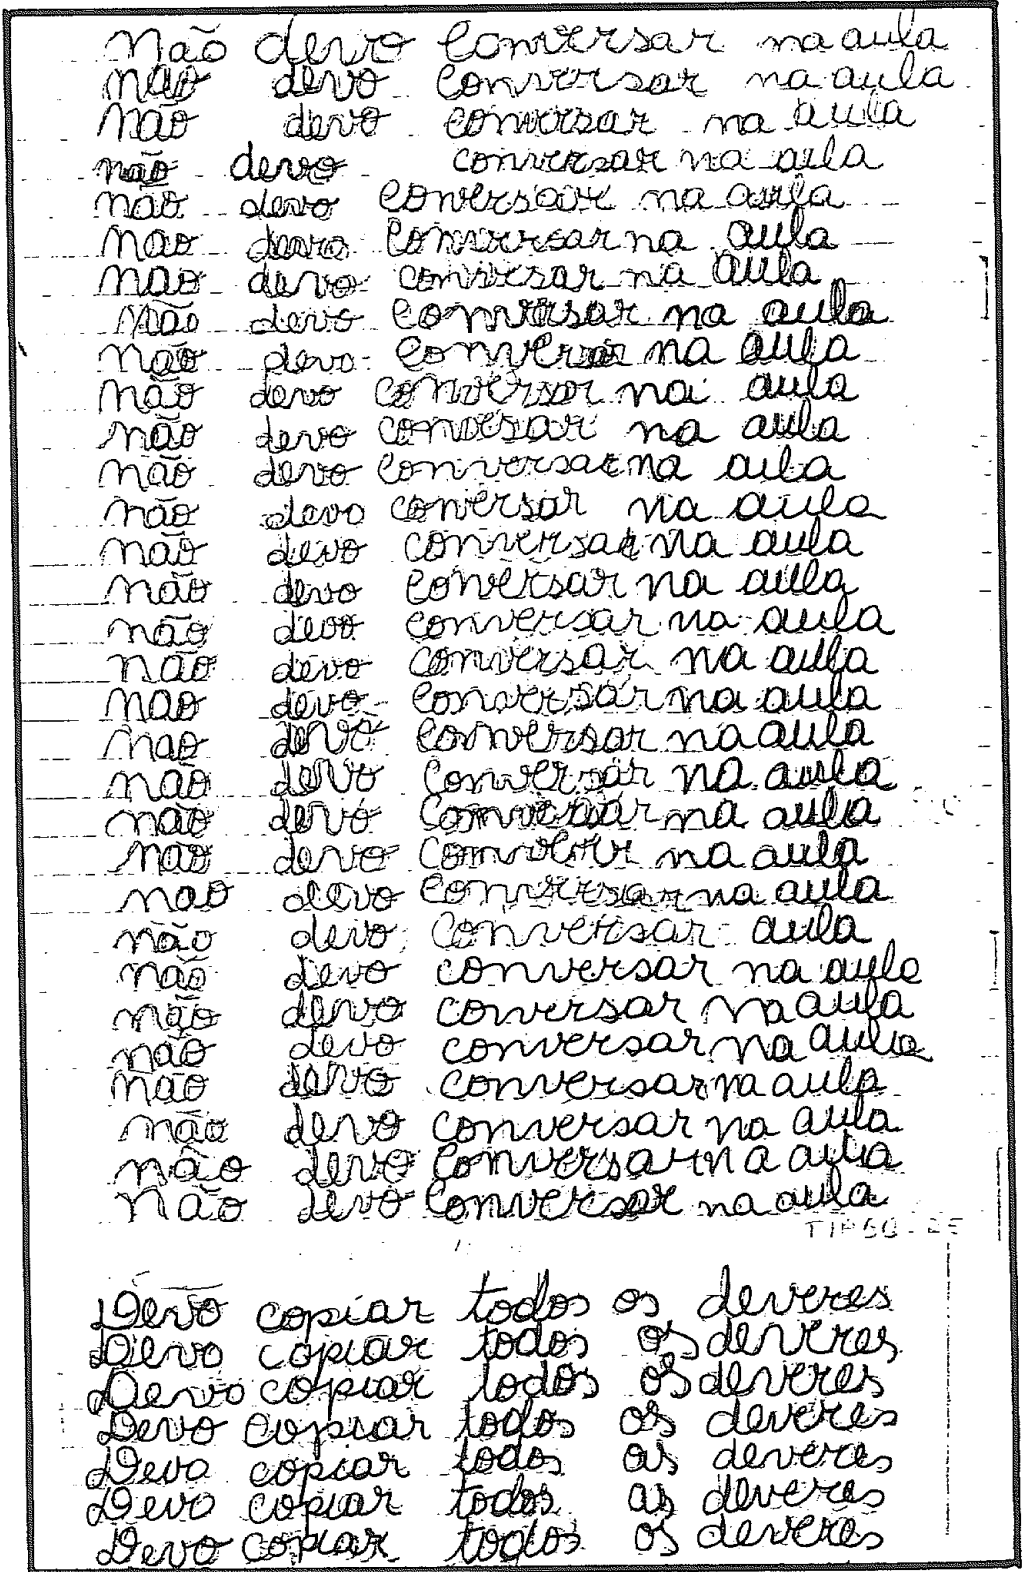 Não devo conversar na aula
não devo conversar na aula
não devo conversar na aula
não devo conversar na aula
não devo conversar na aula
nao devo conversar na aula
nao devo conversar na aula
não devo conversar na aula
não devo conversa na aula
não devo conversar na aula
não devo conversar na aula
não devo conversar na aula
não devo conversar na aula
não devo conversar na aula
não devo conversar na aula
não devo conversar na aula
não devo conversar na aula
nao devo conversar na aula
nao devo conversar na aula
não devo conversar na aula
não devo conversar na aula
não devo na aula
nao devo conversar na aula
não devo conversar aula
não devo conversar na aula
não devo conversar na aula
não devo conversar na aula
não devo conversar na aula
não devo conversar na aula
não devo conversar na aula
Não devo conversar na aula
Devo copiar todos os deveres
Devo copiar todos os deveres
Devo copiar todos os deveres
Devo copiar todos os deveres
Devo copiar todos os deveres
Devo copiar todos os deveres
Devo copiar todos os deveres